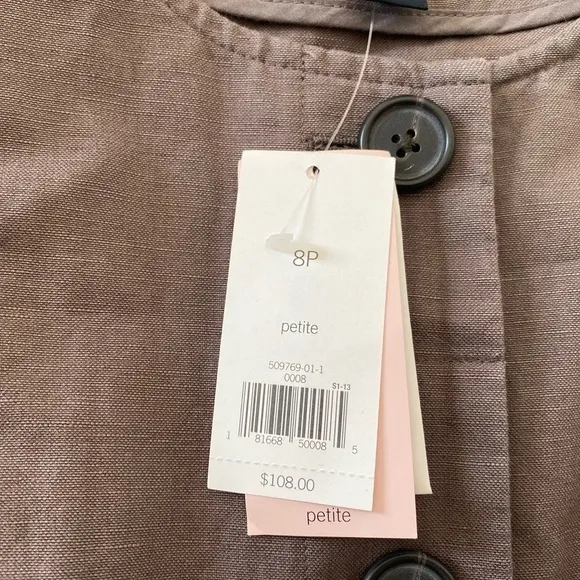 8P
petite
509769-01-1
0008
S1-13
1 81668 50008 5
$108.00
petite